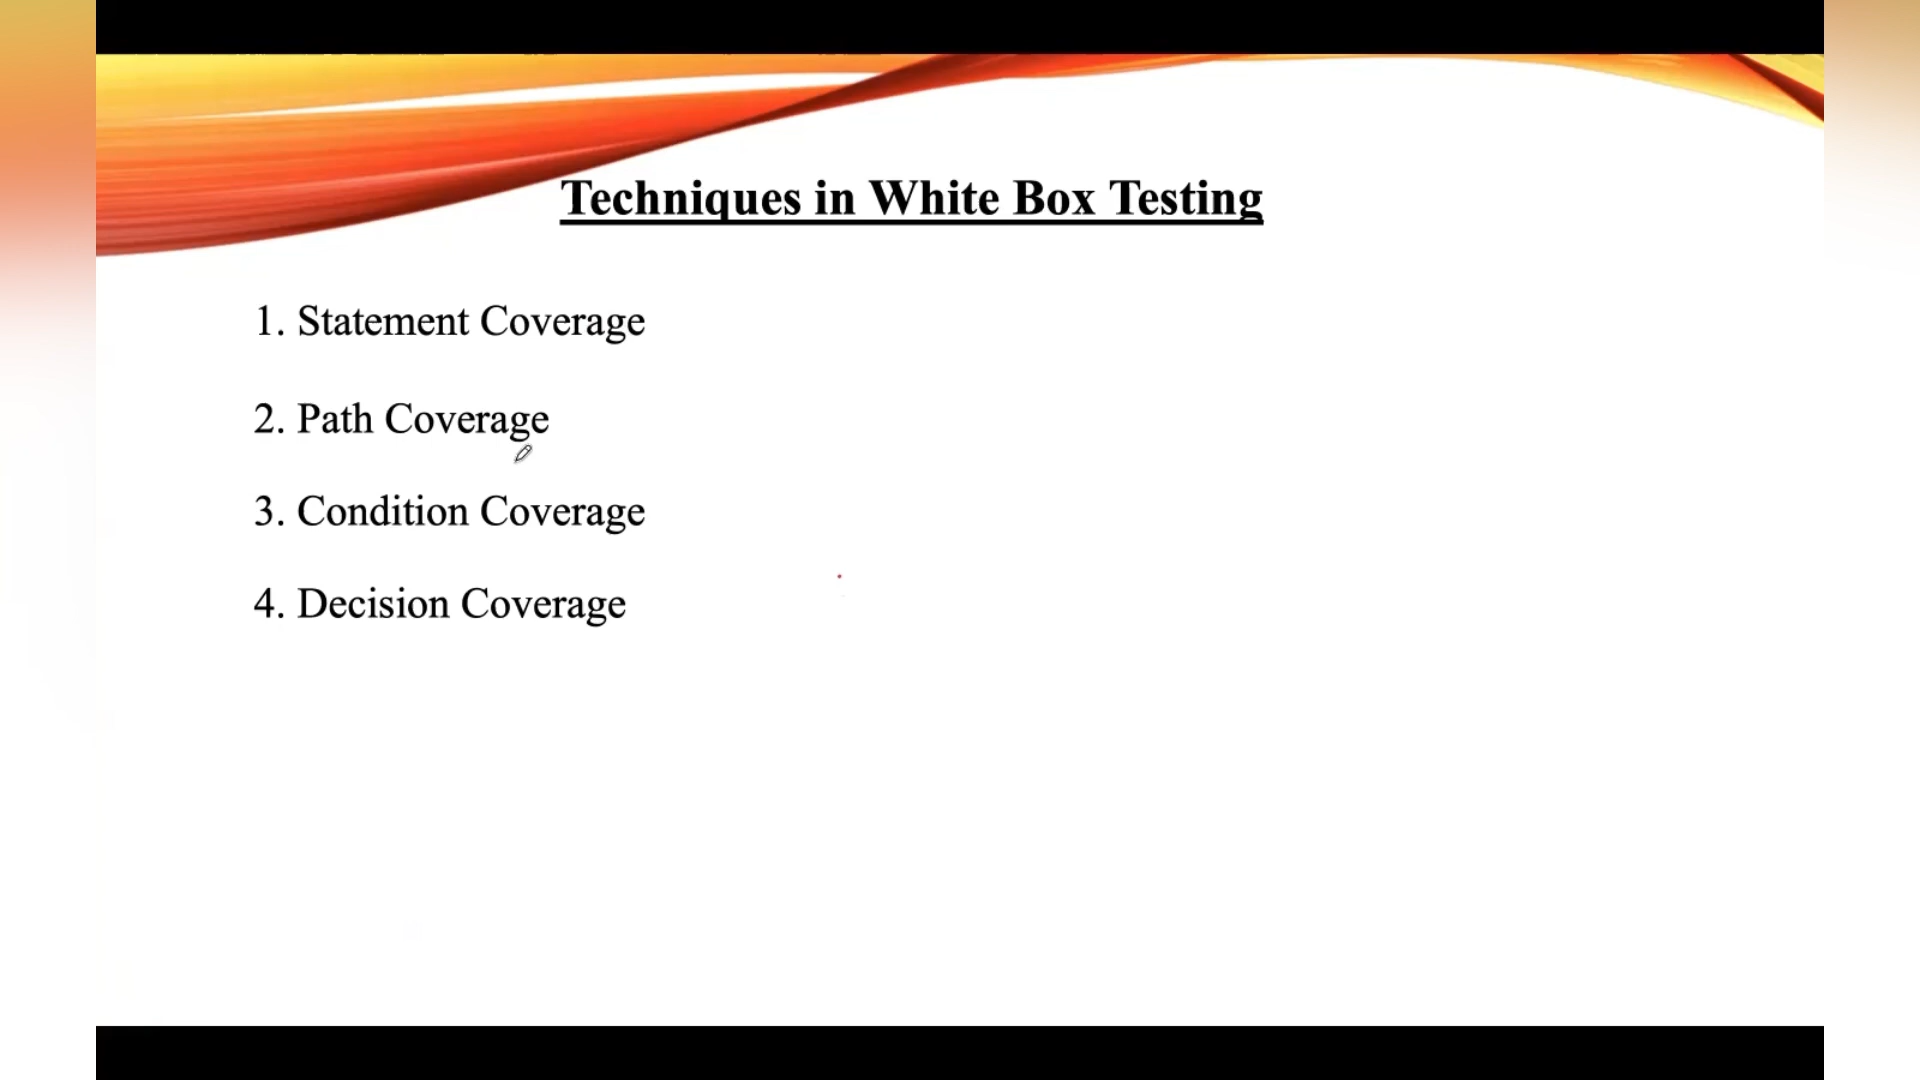 Techniques in White Box Testing
1. Statement Coverage
2. Path Coverage
3. Condition Coverage
4. Decision Coverage